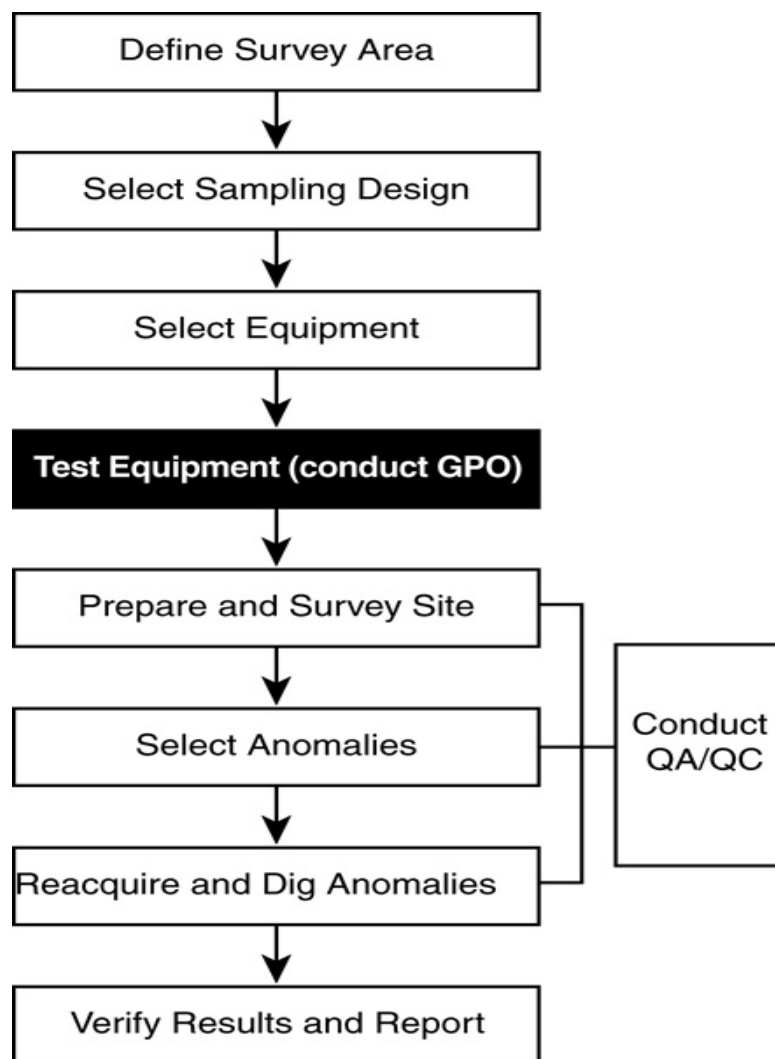 Define Survey Area
Select Sampling Design
Select Equipment
Test Equipment (conduct GPO)
Prepare and Survey Site
Select Anomalies
Conduct
QA/QC
Reacquire and Dig Anomalies
Verify Results and Report